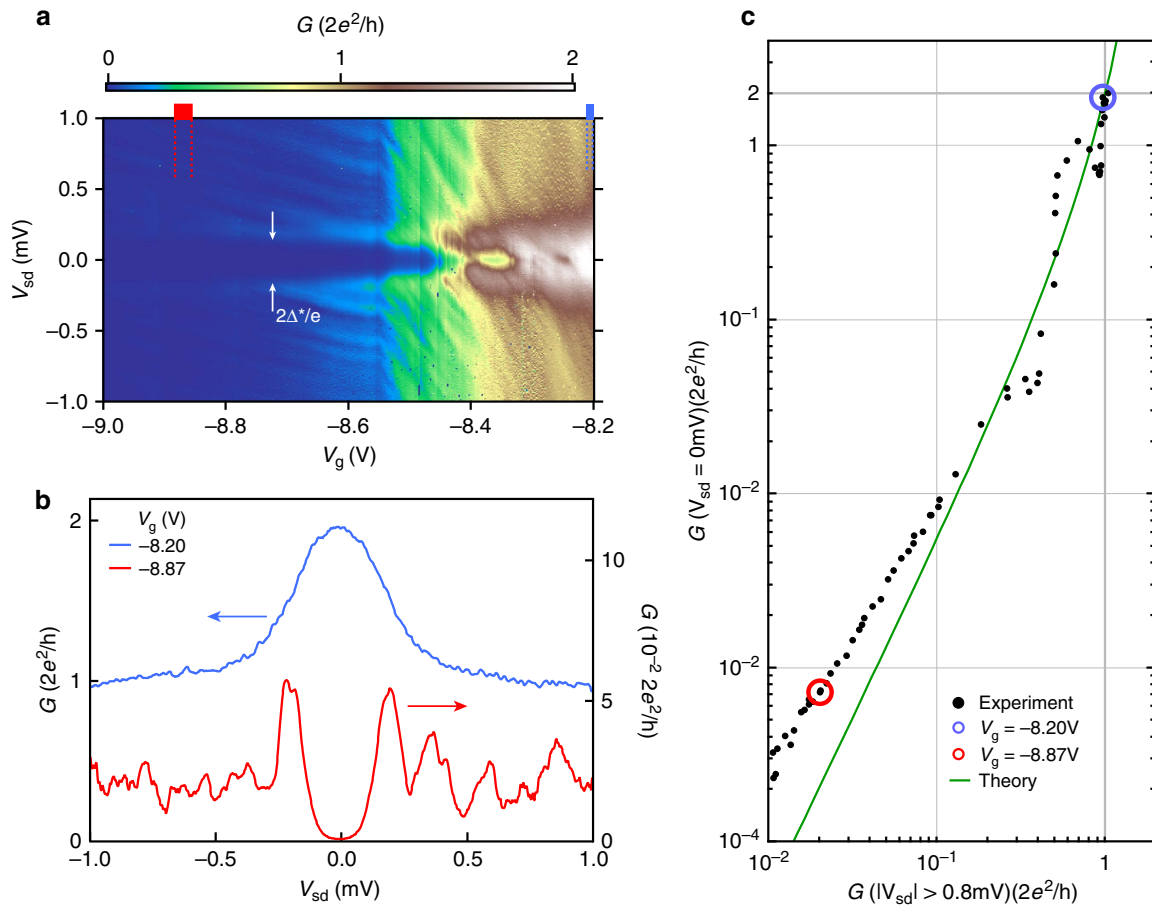 a
G (2e²/h)
0 1 2
V_sd (mV)
1.0
0.5
0.0
−0.5
−1.0
2Δ*/e
−9.0 −8.8 −8.6 −8.4 −8.2
V_g (V)
b
V_g (V)
−8.20
−8.87
G (2e²/h)
2
1
0
10
5
0
G (10⁻² 2e²/h)
−1.0 −0.5 0.0 0.5 1.0
V_sd (mV)
c
G (V_sd = 0mV)(2e²/h)
2
1
10⁻¹
10⁻²
10⁻²
10⁻⁴
Experiment
V_g = −8.20V
V_g = −8.87V
Theory
10⁻² 10⁻¹ 1
G (|V_sd| > 0.8mV)(2e²/h)